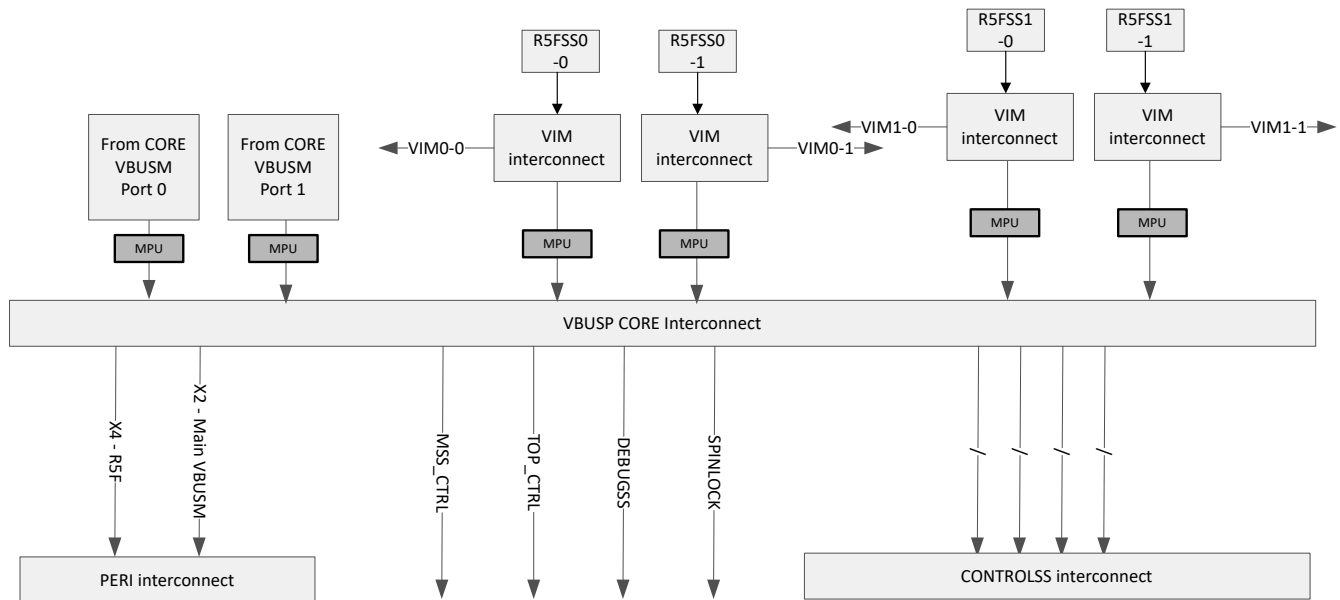 R5FSS0
-0
R5FSS0
-1
R5FSS1
-0
R5FSS1
-1
From CORE
VBUSM
Port 0
From CORE
VBUSM
Port 1
VIM0-0
VIM
interconnect
VIM
interconnect
VIM0-1
VIM1-0
VIM
interconnect
VIM
interconnect
VIM1-1
MPU
MPU
MPU
MPU
MPU
MPU
VBUSP CORE Interconnect
X4 - R5F
X2 - Main VBUSM
MSS_CTRL
TOP_CTRL
DEBUGSS
SPINLOCK
/
/
/
/
PERI interconnect
CONTROLSS interconnect